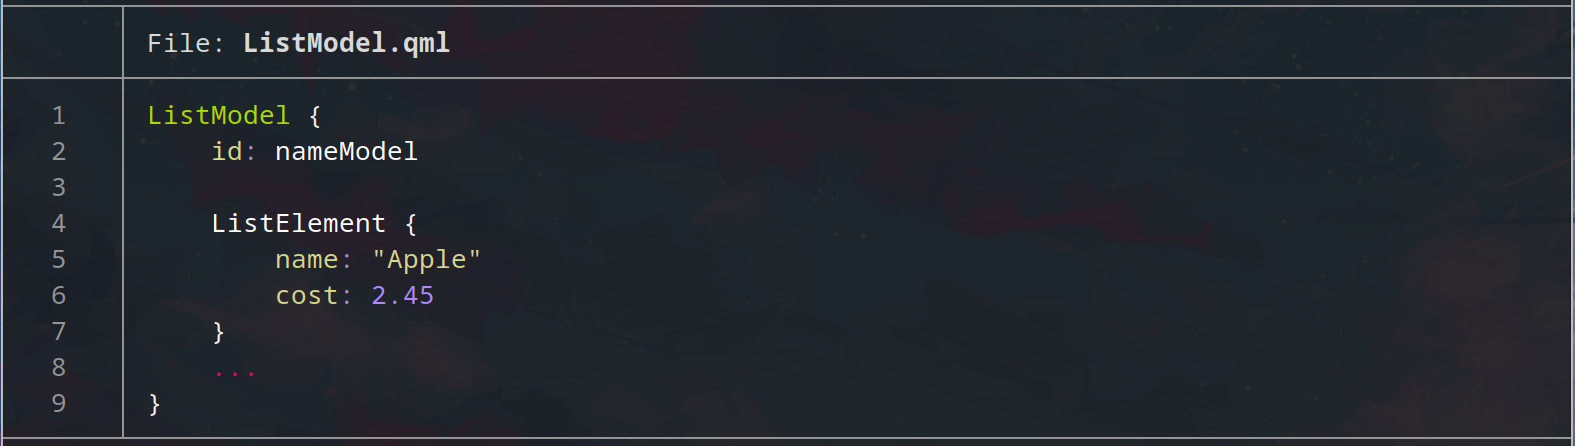 File: ListModel.qml
1 ListModel {
2     id: nameModel
3
4     ListElement {
5         name: "Apple"
6         cost: 2.45
7     }
8     ...
9 }